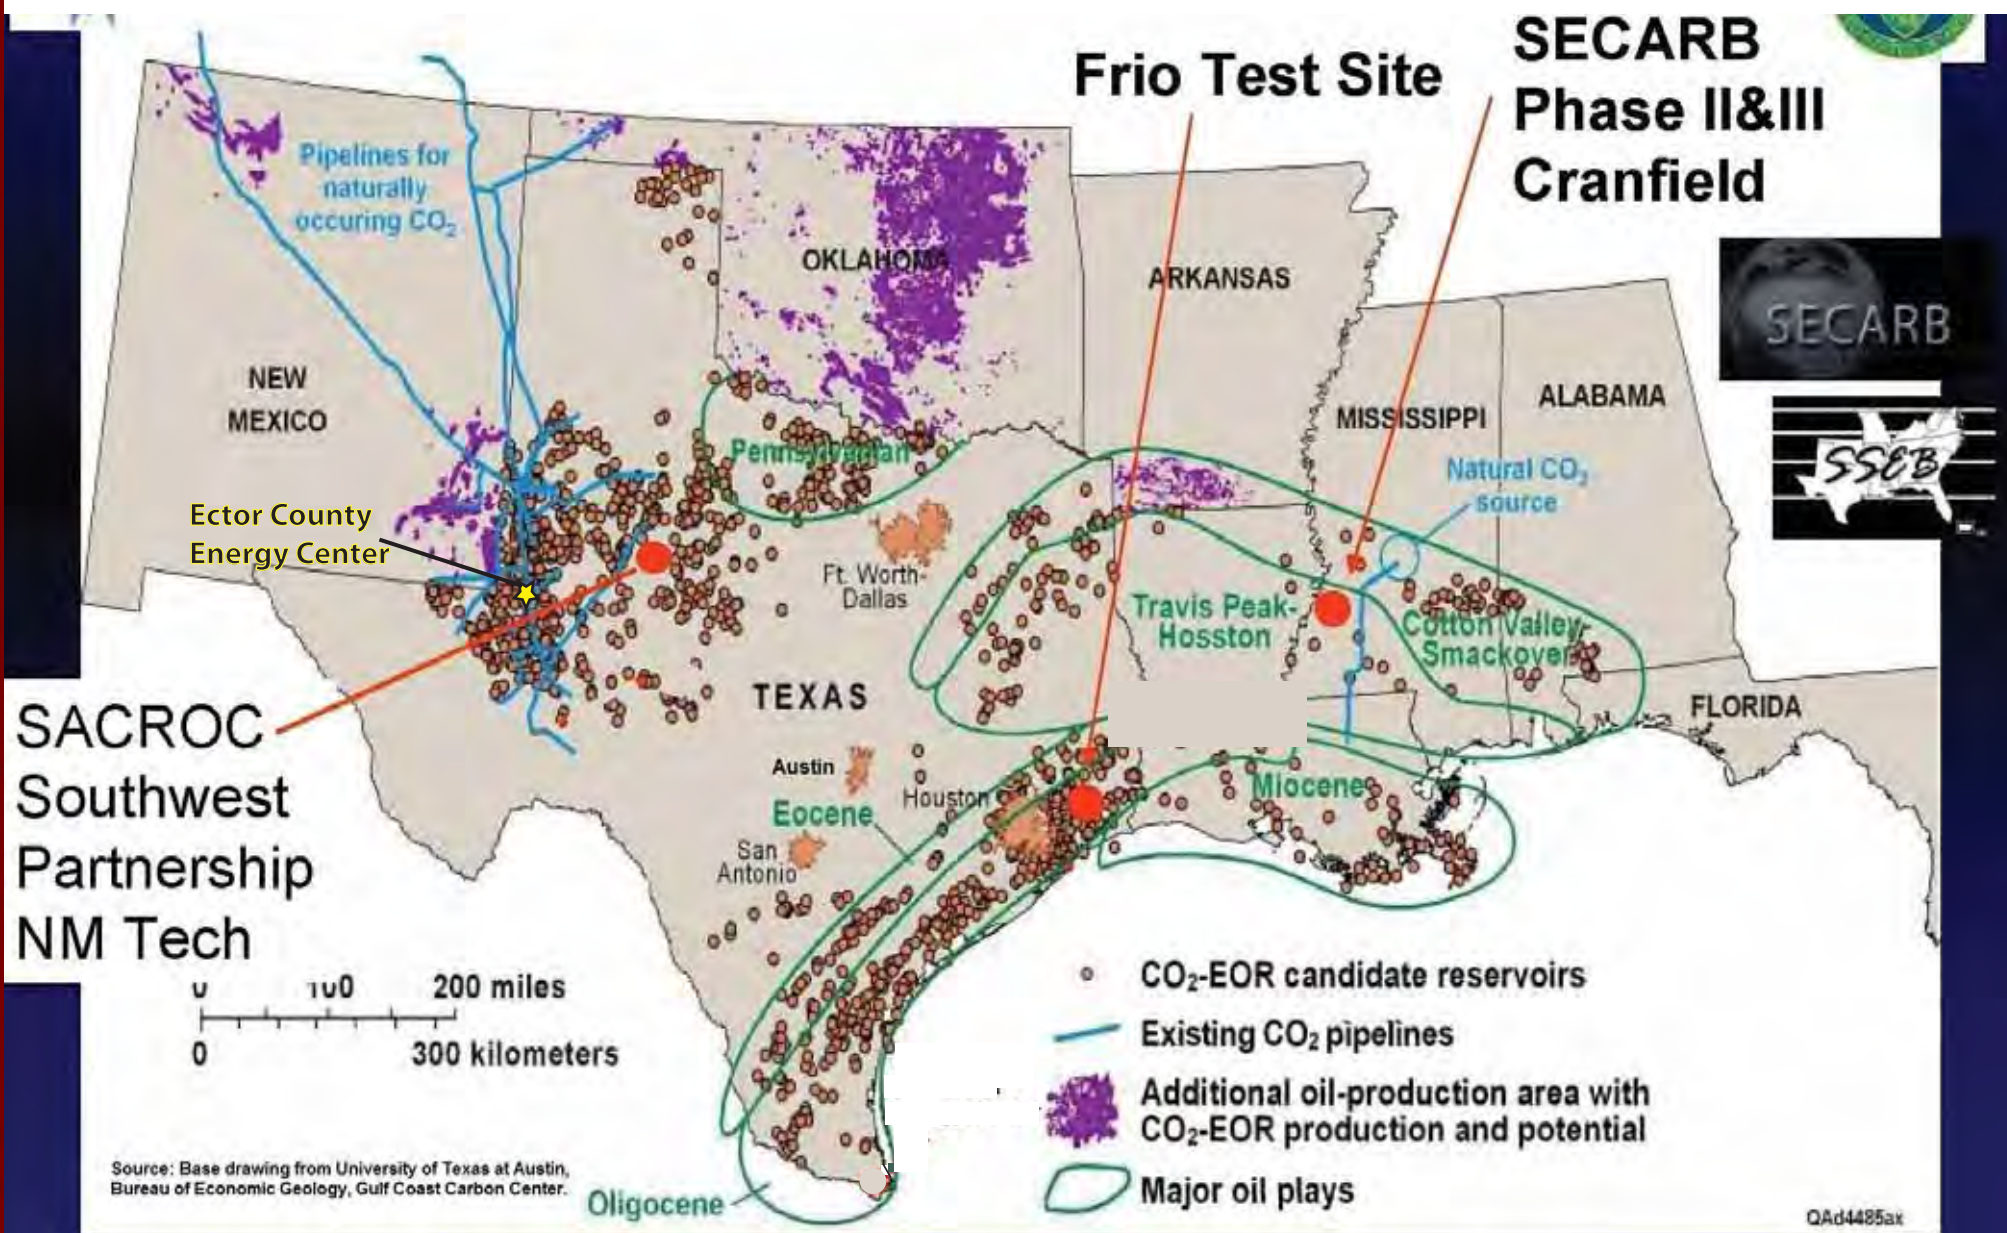 Frio Test Site
SECARB
Phase II&III
Cranfield
Pipelines for
naturally
occuring CO₂
OKLAHOMA
ARKANSAS
SECARB
NEW
MEXICO
MISSISSIPPI
ALABAMA
Pennsylvanian
Natural CO₂
source
SSEB
Ector County
Energy Center
Ft. Worth-
Dallas
Travis Peak-
Hosston
Cotton Valley
Smackover
TEXAS
FLORIDA
SACROC
Southwest
Partnership
NM Tech
Austin
Houston
Eocene
Miocene
San
Antonio
200 miles
0 300 kilometers
CO₂-EOR candidate reservoirs
Existing CO₂ pipelines
Additional oil-production area with
CO₂-EOR production and potential
Major oil plays
Source: Base drawing from University of Texas at Austin,
Bureau of Economic Geology, Gulf Coast Carbon Center.
Oligocene
QAd4485ax